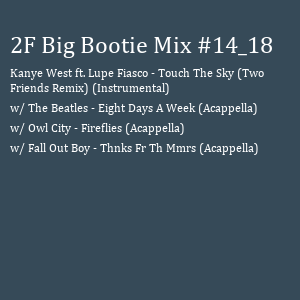 2F Big Bootie Mix #14_18
Kanye West ft. Lupe Fiasco - Touch The Sky (Two
Friends Remix) (Instrumental)
w/ The Beatles - Eight Days A Week (Acappella)
w/ Owl City - Fireflies (Acappella)
w/ Fall Out Boy - Thnks Fr Th Mmrs (Acappella)